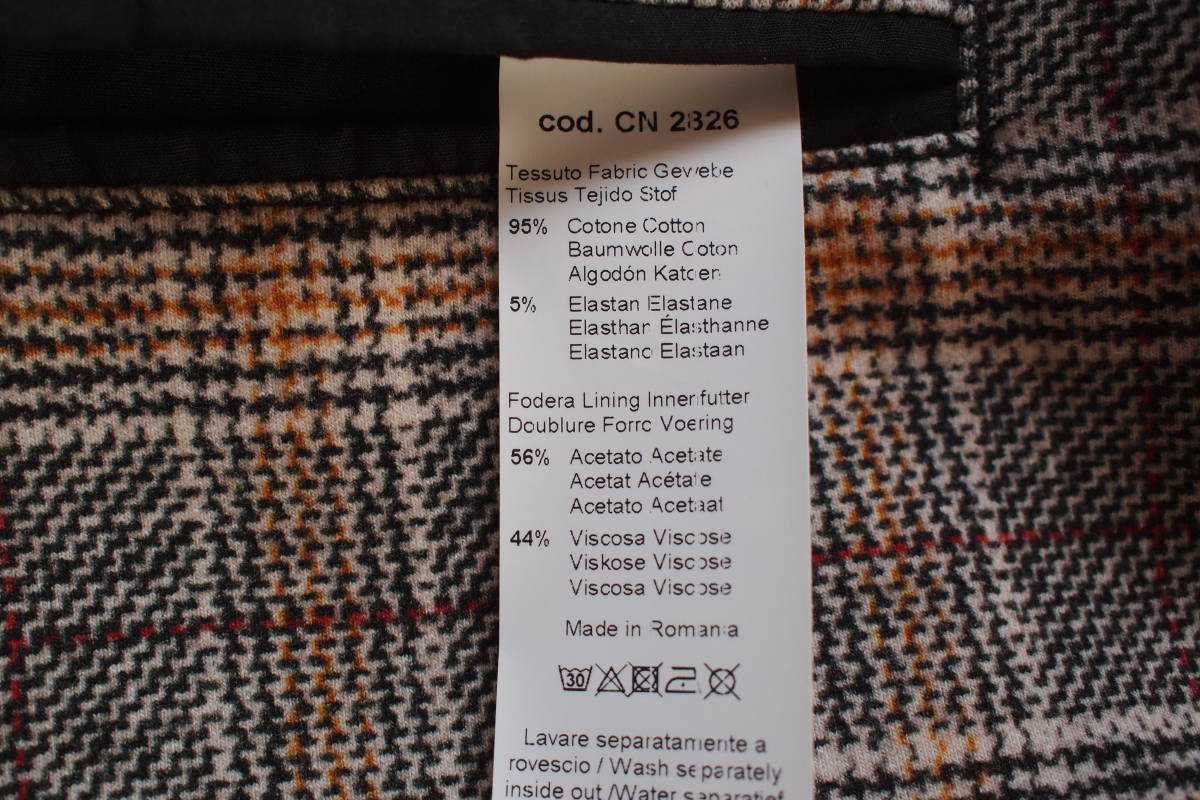 cod. CN 2826
Tessuto Fabric Gewebe
Tissus Tejido Stof
95% Cotone Cotton
Baumwolle Coton
Algodón Katoen
5% Elastan Elastane
Elasthan Élasthanne
Elastano Elastaan
Fodera Lining Innenfutter
Doublure Forro Voering
56% Acetato Acetate
Acetat Acétate
Acetato Acetaat
44% Viscosa Viscose
Viskose Viscose
Viscosa Viscose
Made in Romania
30
Lavare separatamente a
rovescio / Wash separately
inside out /Water